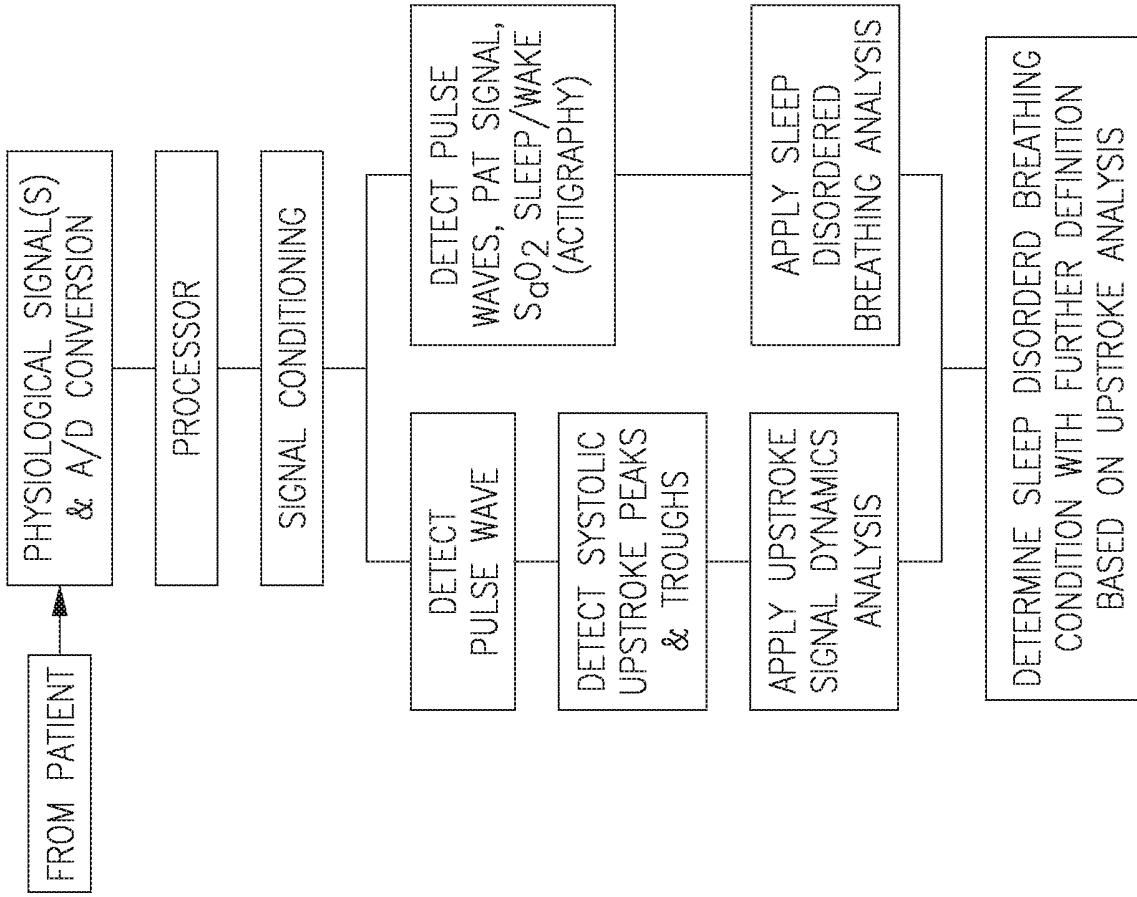 FROM PATIENT
PHYSIOLOGICAL SIGNAL(S)
& A/D CONVERSION
PROCESSOR
SIGNAL CONDITIONING
DETECT
PULSE WAVE
DETECT SYSTOLIC
UPSTROKE PEAKS
& TROUGHS
APPLY UPSTROKE
SIGNAL DYNAMICS
ANALYSIS
DETECT PULSE
WAVES, PAT SIGNAL,
SaO2 SLEEP/WAKE
(ACTIGRAPHY)
APPLY SLEEP
DISORDERED
BREATHING ANALYSIS
DETERMINE SLEEP DISORDERD BREATHING
CONDITION WITH FURTHER DEFINITION
BASED ON UPSTROKE ANALYSIS